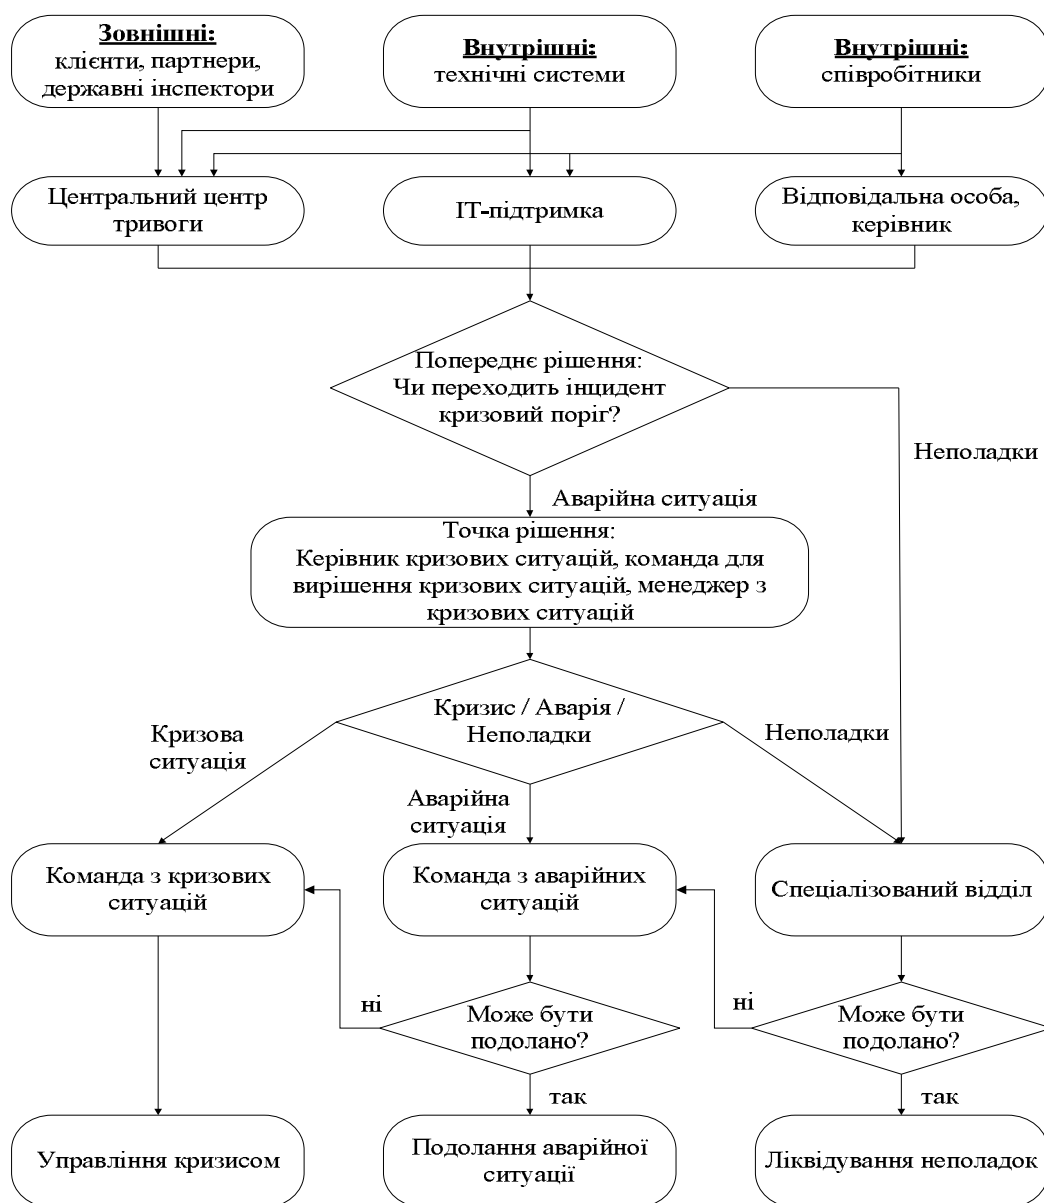 Зовнішні:
клієнти, партнери,
державні інспектори
Внутрішні:
технічні системи
Внутрішні:
співробітники
Центральний центр
тривоги
ІТ-підтримка
Відповідальна особа,
керівник
Попереднє рішення:
Чи переходить інцидент
кризовий поріг?
Неполадки
Аварійна ситуація
Точка рішення:
Керівник кризових ситуацій, команда для
вирішення кризових ситуацій, менеджер з
кризових ситуацій
Кризис / Аварія /
Неполадки
Кризова
ситуація
Неполадки
Аварійна
ситуація
Команда з кризових
ситуацій
Команда з аварійних
ситуацій
Спеціалізований відділ
ні
Може бути
подолано?
ні
Може бути
подолано?
так
так
Управління кризисом
Подолання аварійної
ситуації
Ліквідування неполадок